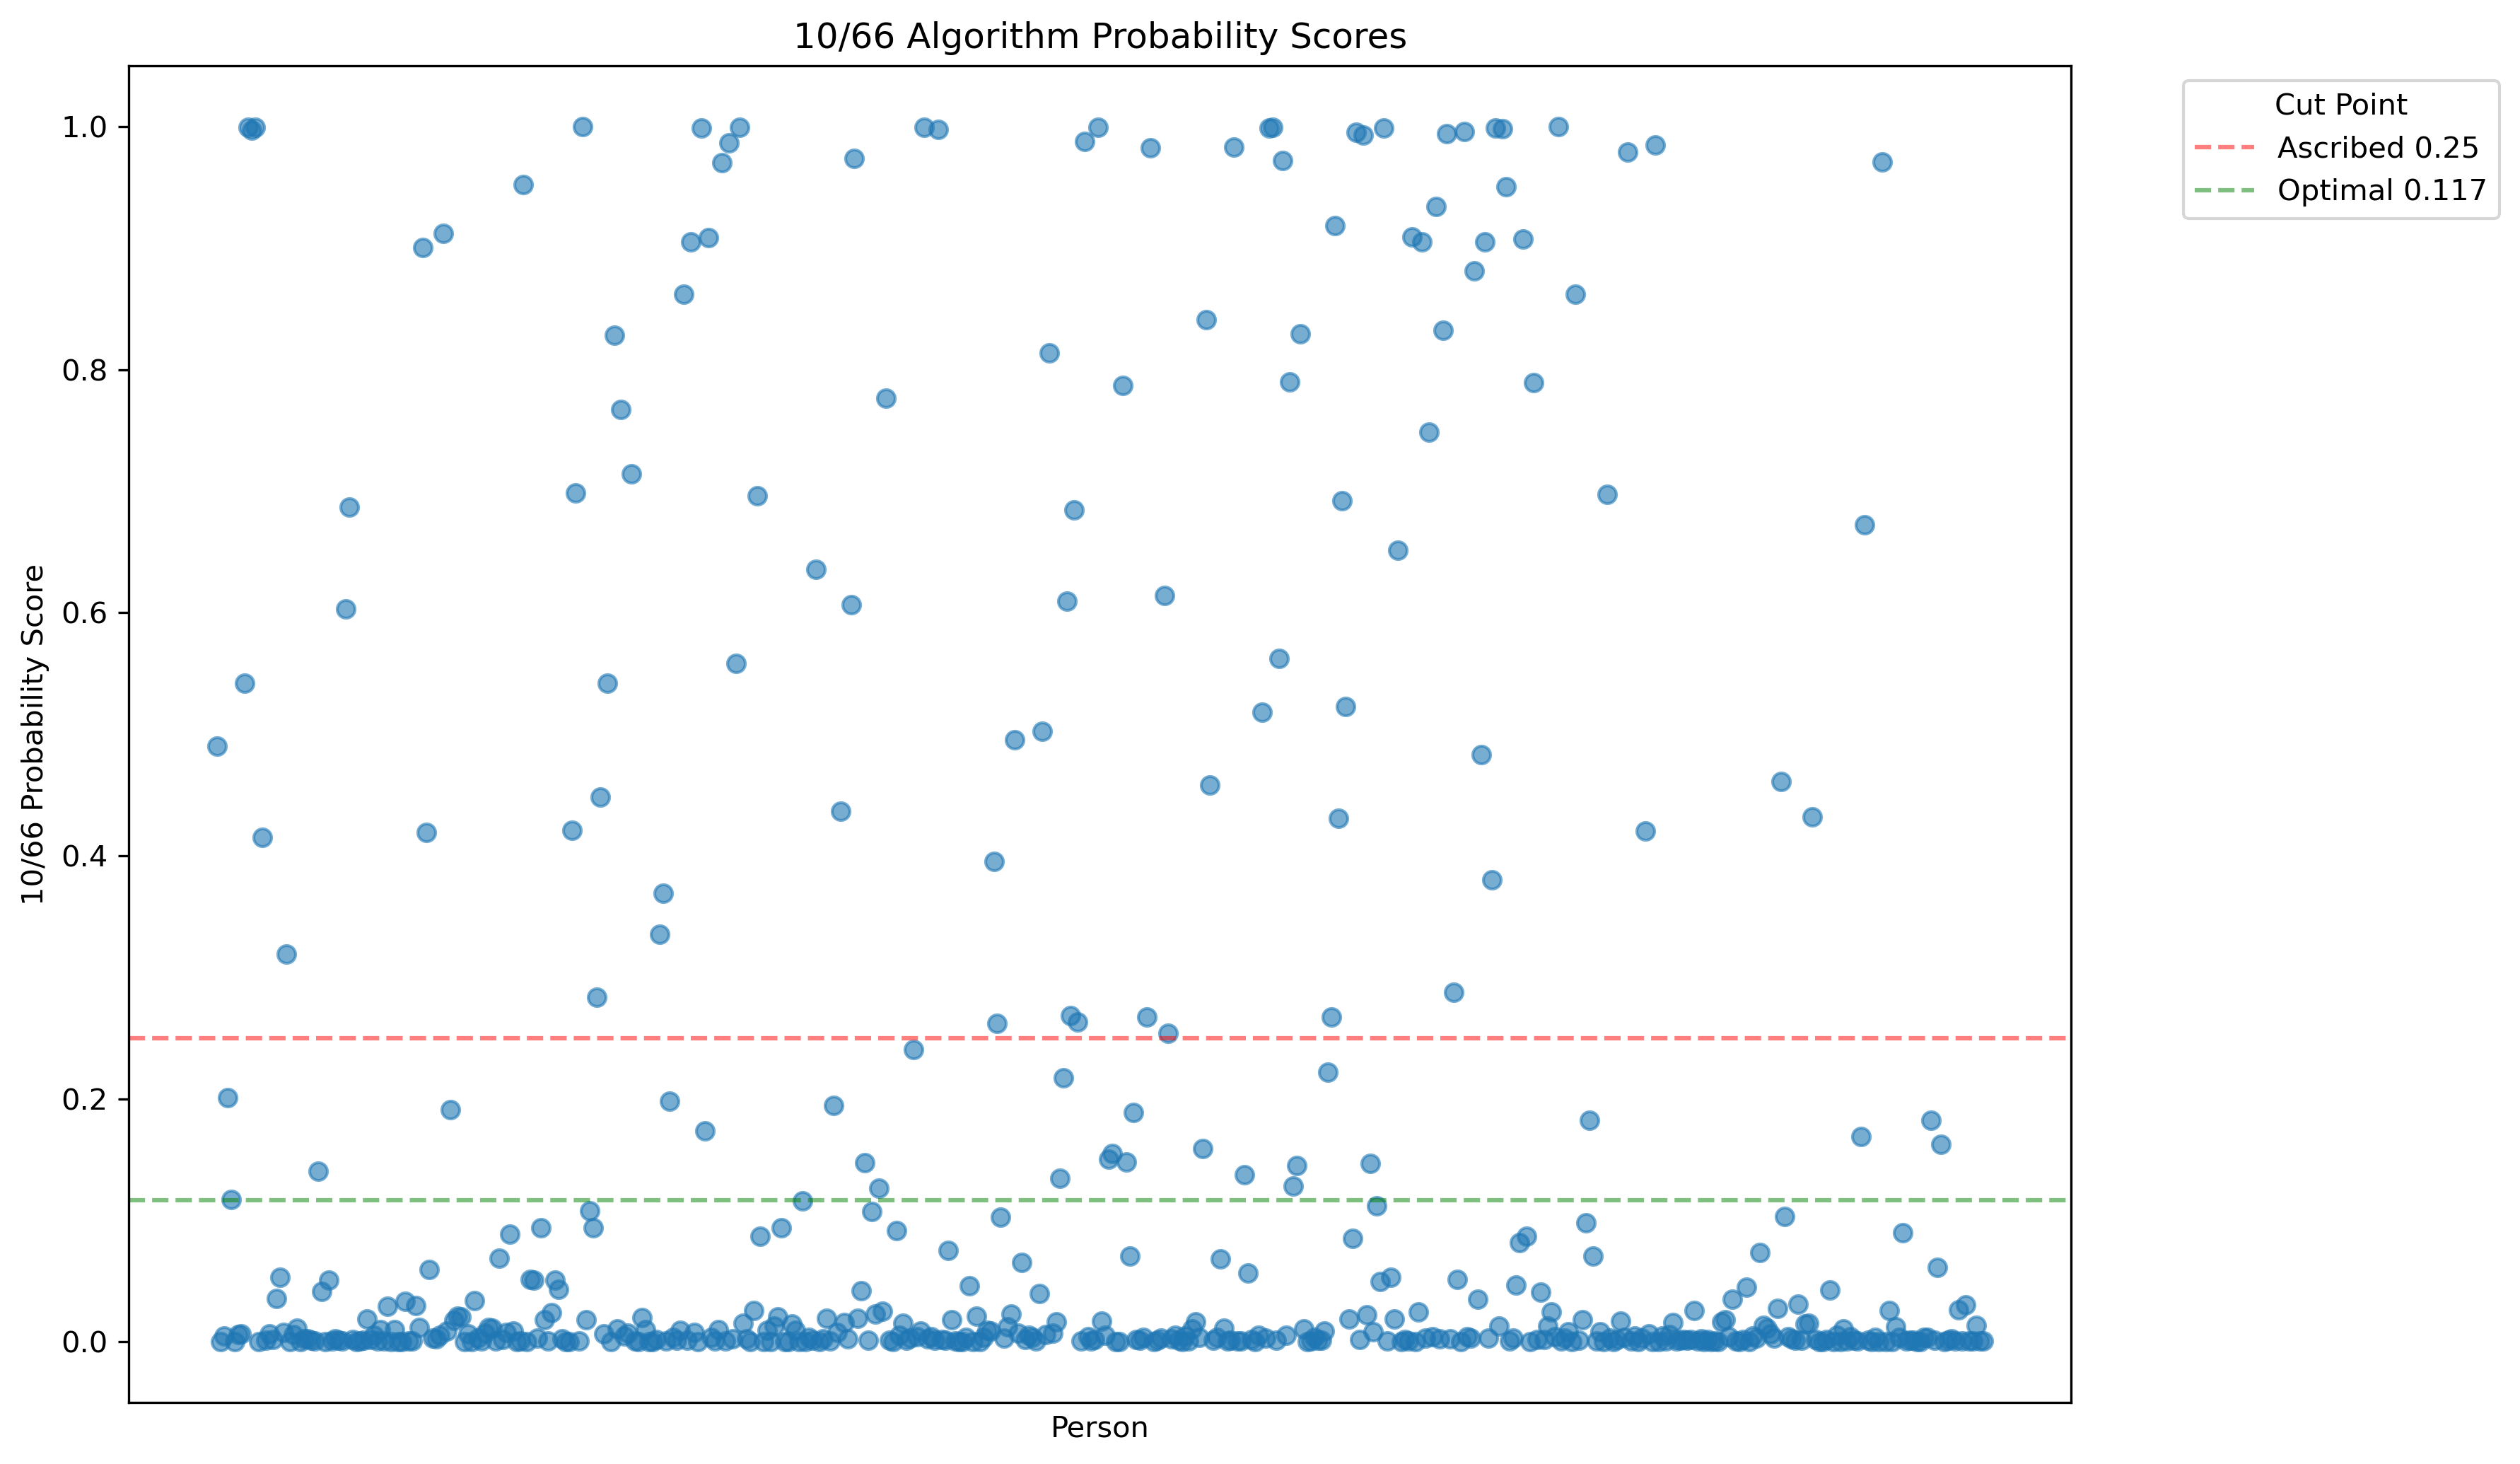 10/66 Algorithm Probability Scores
1.0
0.8
0.6
0.4
0.2
0.0
10/66 Probability Score
Person
Cut Point
Ascribed 0.25
Optimal 0.117